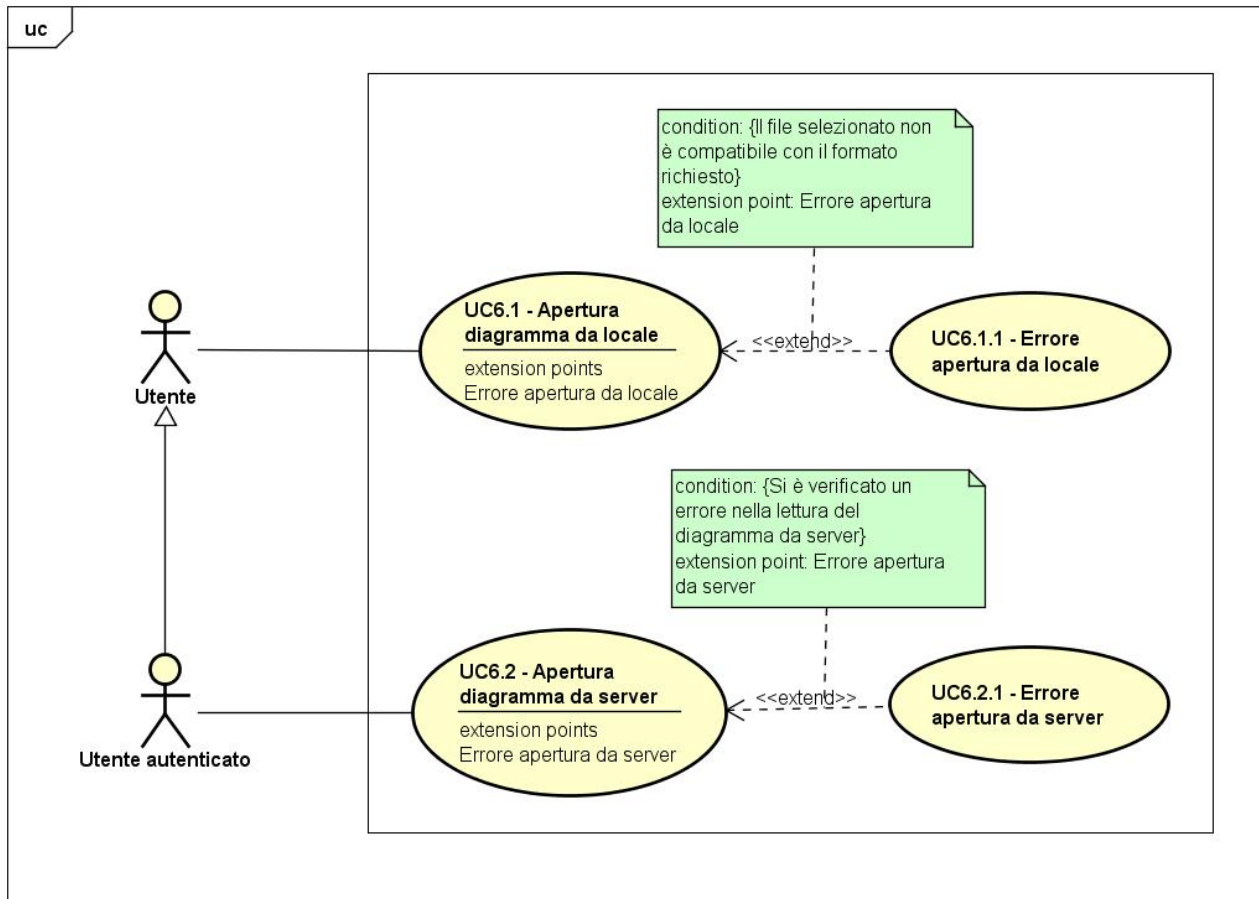 uc
condition: {Il file selezionato non
è compatibile con il formato
richiesto}
extension point: Errore apertura
da locale
UC6.1 - Apertura
diagramma da locale
extension points
Errore apertura da locale
<<extend>>
UC6.1.1 - Errore
apertura da locale
Utente
condition: {Si è verificato un
errore nella lettura del
diagramma da server}
extension point: Errore apertura
da server
UC6.2 - Apertura
diagramma da server
extension points
Errore apertura da server
<<extend>>
UC6.2.1 - Errore
apertura da server
Utente autenticato